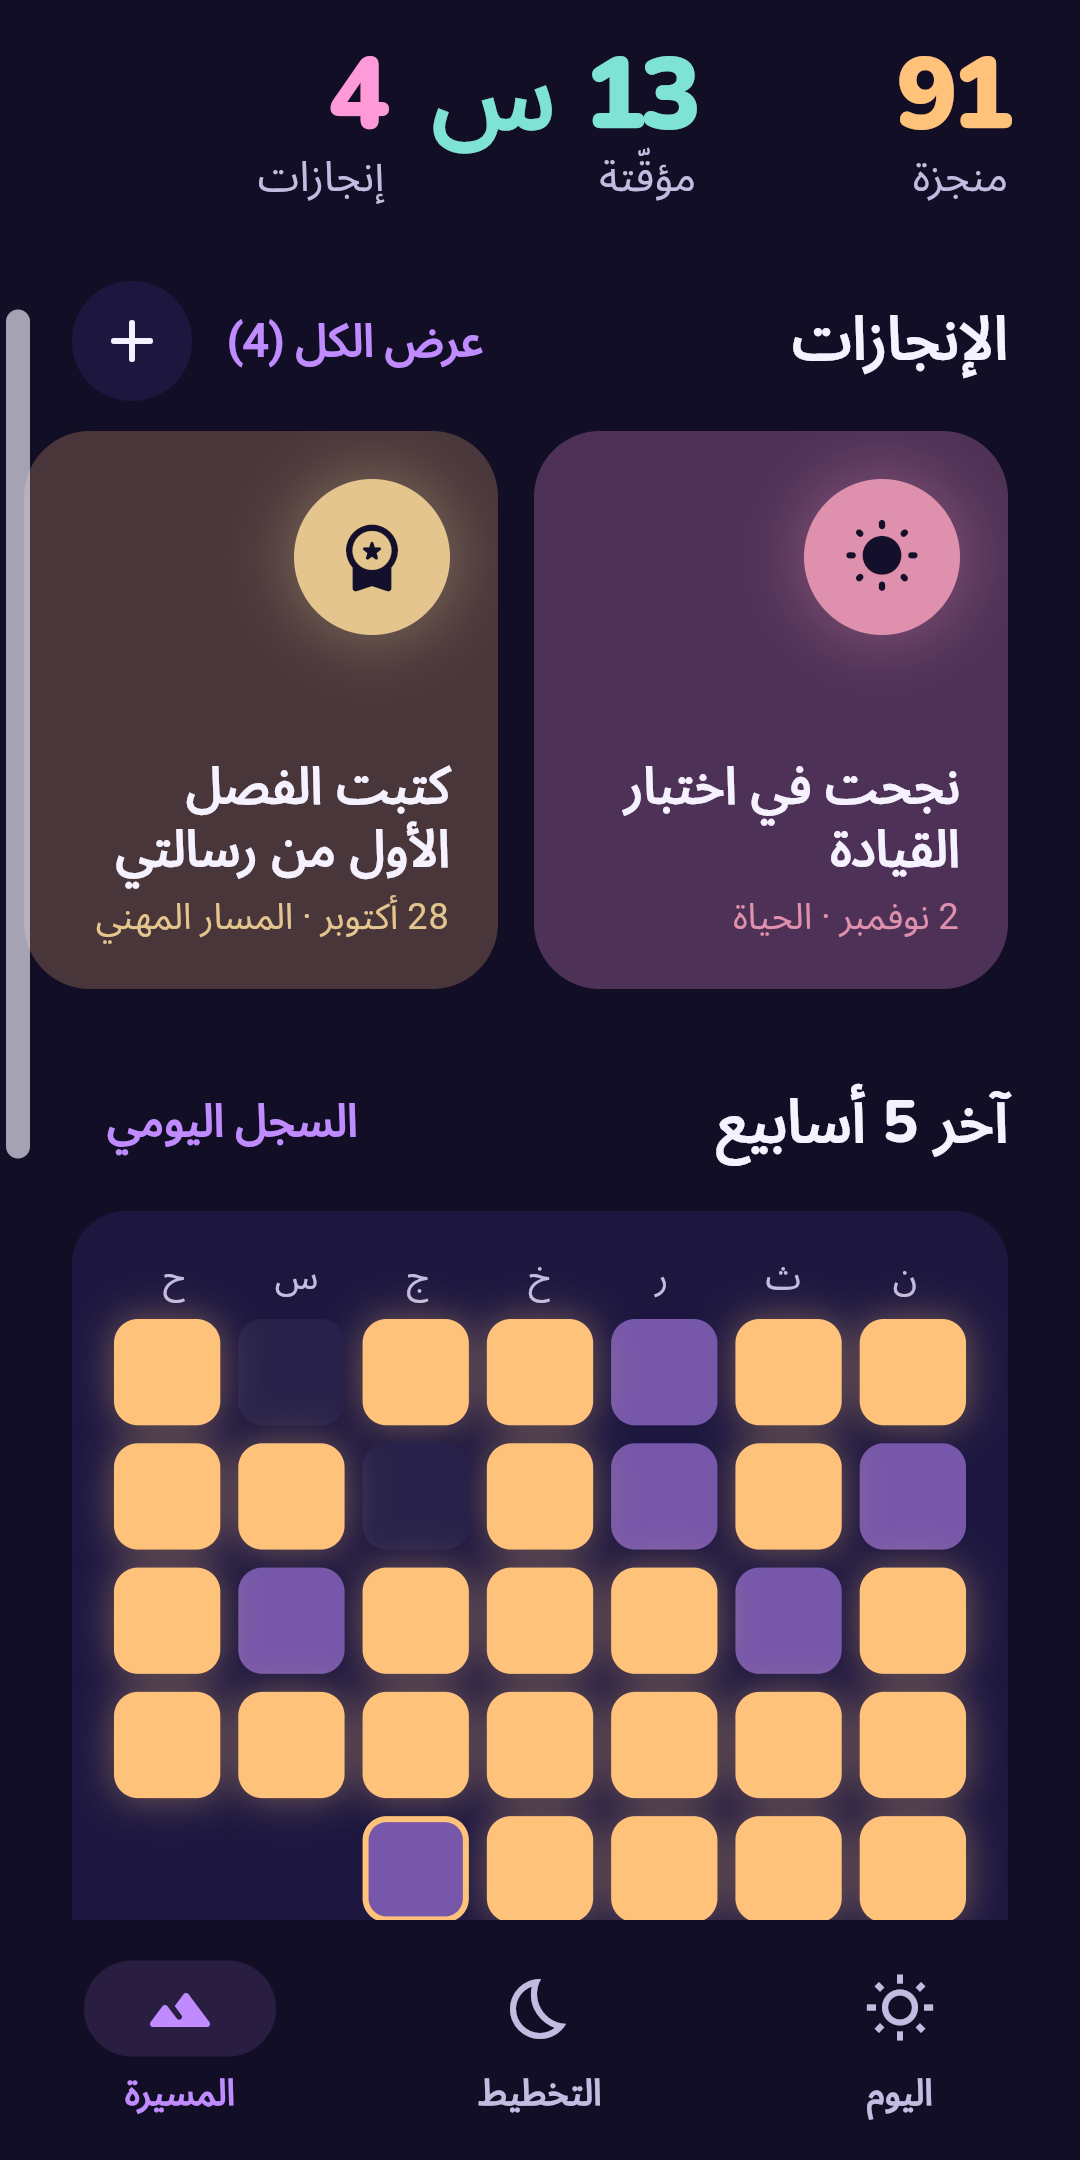 91
منجزة
13 س
مؤقّتة
4
إنجازات
الإنجازات
عرض الكل (4)
نجحت في اختبار
القيادة
2 نوفمبر · الحياة
كتبت الفصل
الأول من رسالتي
28 أكتوبر · المسار المهني
آخر 5 أسابيع
السجل اليومي
ن ث ر خ ج س ح
اليوم
التخطيط
المسيرة